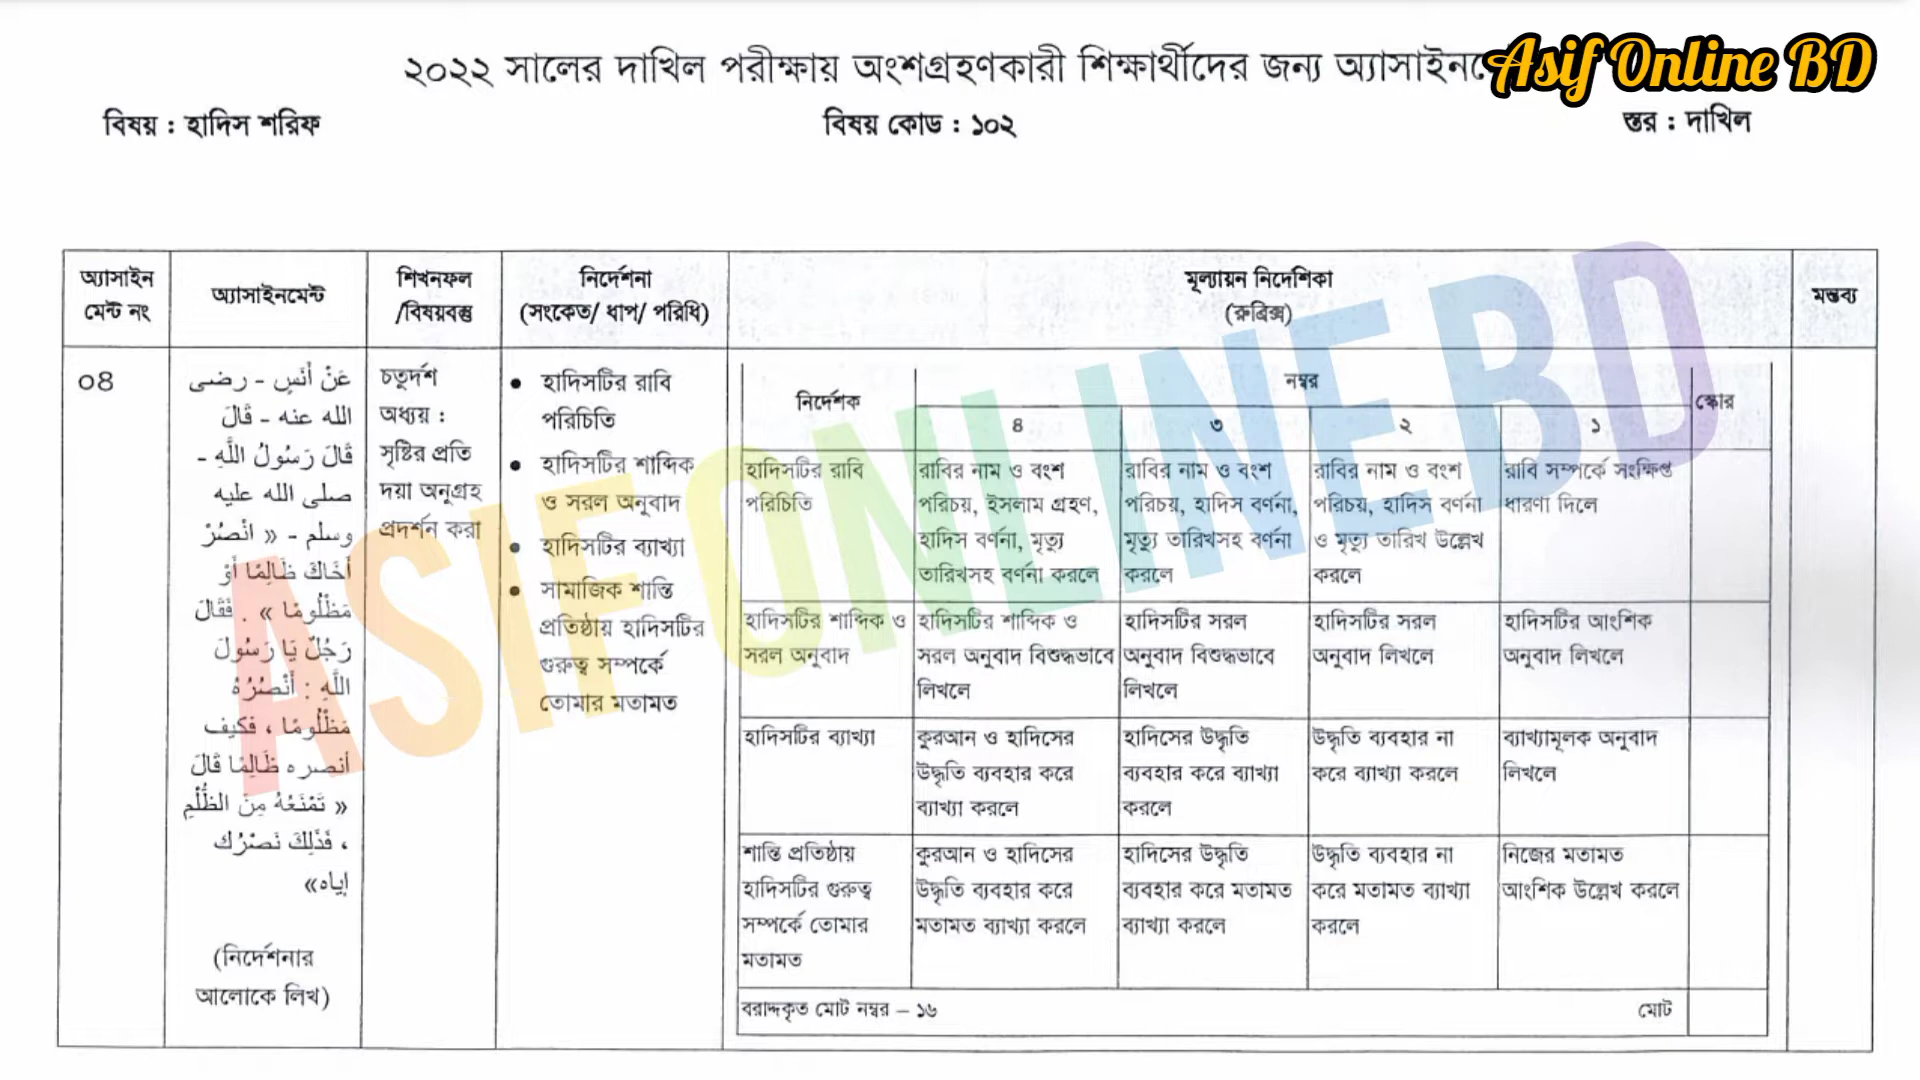 ২০২২ সালের দাখিল পরীক্ষায় অংশগ্রহণকারী শিক্ষার্থীদের জন্য
Asif Online BD
বিষয় : হাদিস শরিফ
বিষয় কোড : ১০২
স্তর : দাখিল
অ্যাসাইন
মেন্ট নং
অ্যাসাইনমেন্ট
শিখনফল
/বিষয়বস্তু
নির্দেশনা
(সংকেত/ ধাপ/ পরিধি)
মূল্যায়ন নির্দেশিকা
(রুব্রিক্স)
মন্তব্য
০৪
عَنْ أَنَسٍ - رضى
الله عنه - قَالَ
قَالَ رَسُولُ اللَّهِ -
صلى الله عليه
وسلم - « انْصُرْ
أَخَاكَ ظَالِمًا أَوْ
مَظْلُومًا » . فَقَالَ
رَجُلٌ يَا رَسُولَ
اللَّهِ : أَنْصُرُهُ
مَظْلُومًا ، فكيف
أنصره ظَالِمًا قَالَ
« تَمْنَعُهُ مِنَ الظُّلْمِ
، فَذَلِكَ نَصْرُك
إياه»
(নির্দেশনার
আলোকে লিখ)
চতুর্দশ
অধ্যয় :
সৃষ্টির প্রতি
দয়া অনুগ্রহ
প্রদর্শন করা
• হাদিসটির রাবি
পরিচিতি
• হাদিসটির শাব্দিক
ও সরল অনুবাদ
• হাদিসটির ব্যাখ্যা
• সামাজিক শান্তি
প্রতিষ্ঠায় হাদিসটির
গুরুত্ব সম্পর্কে
তোমার মতামত
নির্দেশক
নম্বর
স্কোর
৪
৩
২
১
হাদিসটির রাবি
পরিচিতি
রাবির নাম ও বংশ
পরিচয়, ইসলাম গ্রহণ,
হাদিস বর্ণনা, মৃত্যু
তারিখসহ বর্ণনা করলে
রাবির নাম ও বংশ
পরিচয়, হাদিস বর্ণনা,
মৃত্যু তারিখসহ বর্ণনা
করলে
রাবির নাম ও বংশ
পরিচয়, হাদিস বর্ণনা
ও মৃত্যু তারিখ উল্লেখ
করলে
রাবি সম্পর্কে সংক্ষিপ্ত
ধারণা দিলে
হাদিসটির শাব্দিক ও
সরল অনুবাদ
হাদিসটির শাব্দিক ও
সরল অনুবাদ বিশুদ্ধভাবে
লিখলে
হাদিসটির সরল
অনুবাদ বিশুদ্ধভাবে
লিখলে
হাদিসটির সরল
অনুবাদ লিখলে
হাদিসটির আংশিক
অনুবাদ লিখলে
হাদিসটির ব্যাখ্যা
কুরআন ও হাদিসের
উদ্ধৃতি ব্যবহার করে
ব্যাখ্যা করলে
হাদিসের উদ্ধৃতি
ব্যবহার করে ব্যাখ্যা
করলে
উদ্ধৃতি ব্যবহার না
করে ব্যাখ্যা করলে
ব্যাখ্যামূলক অনুবাদ
লিখলে
শান্তি প্রতিষ্ঠায়
হাদিসটির গুরুত্ব
সম্পর্কে তোমার
মতামত
কুরআন ও হাদিসের
উদ্ধৃতি ব্যবহার করে
মতামত ব্যাখ্যা করলে
হাদিসের উদ্ধৃতি
ব্যবহার করে মতামত
ব্যাখ্যা করলে
উদ্ধৃতি ব্যবহার না
করে মতামত ব্যাখ্যা
করলে
নিজের মতামত
আংশিক উল্লেখ করলে
বরাদ্দকৃত মোট নম্বর – ১৬
মোট
ASIF ONLINE BD